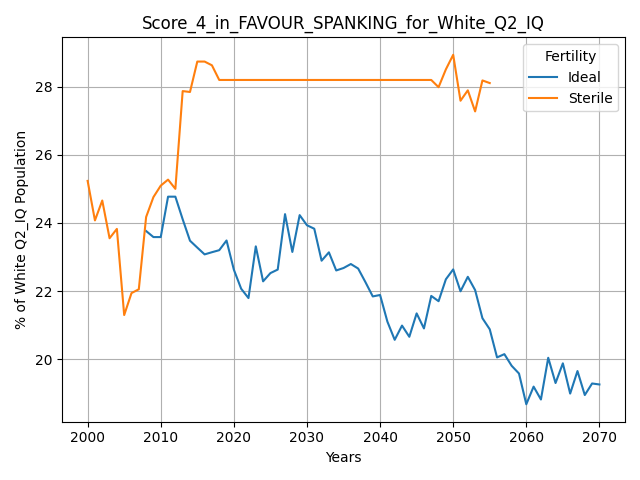 Score_4_in_FAVOUR_SPANKING_for_White_Q2_IQ
% of White Q2_IQ Population
28
26
24
22
20
Fertility
Ideal
Sterile
2000 2010 2020 2030 2040 2050 2060 2070
Years